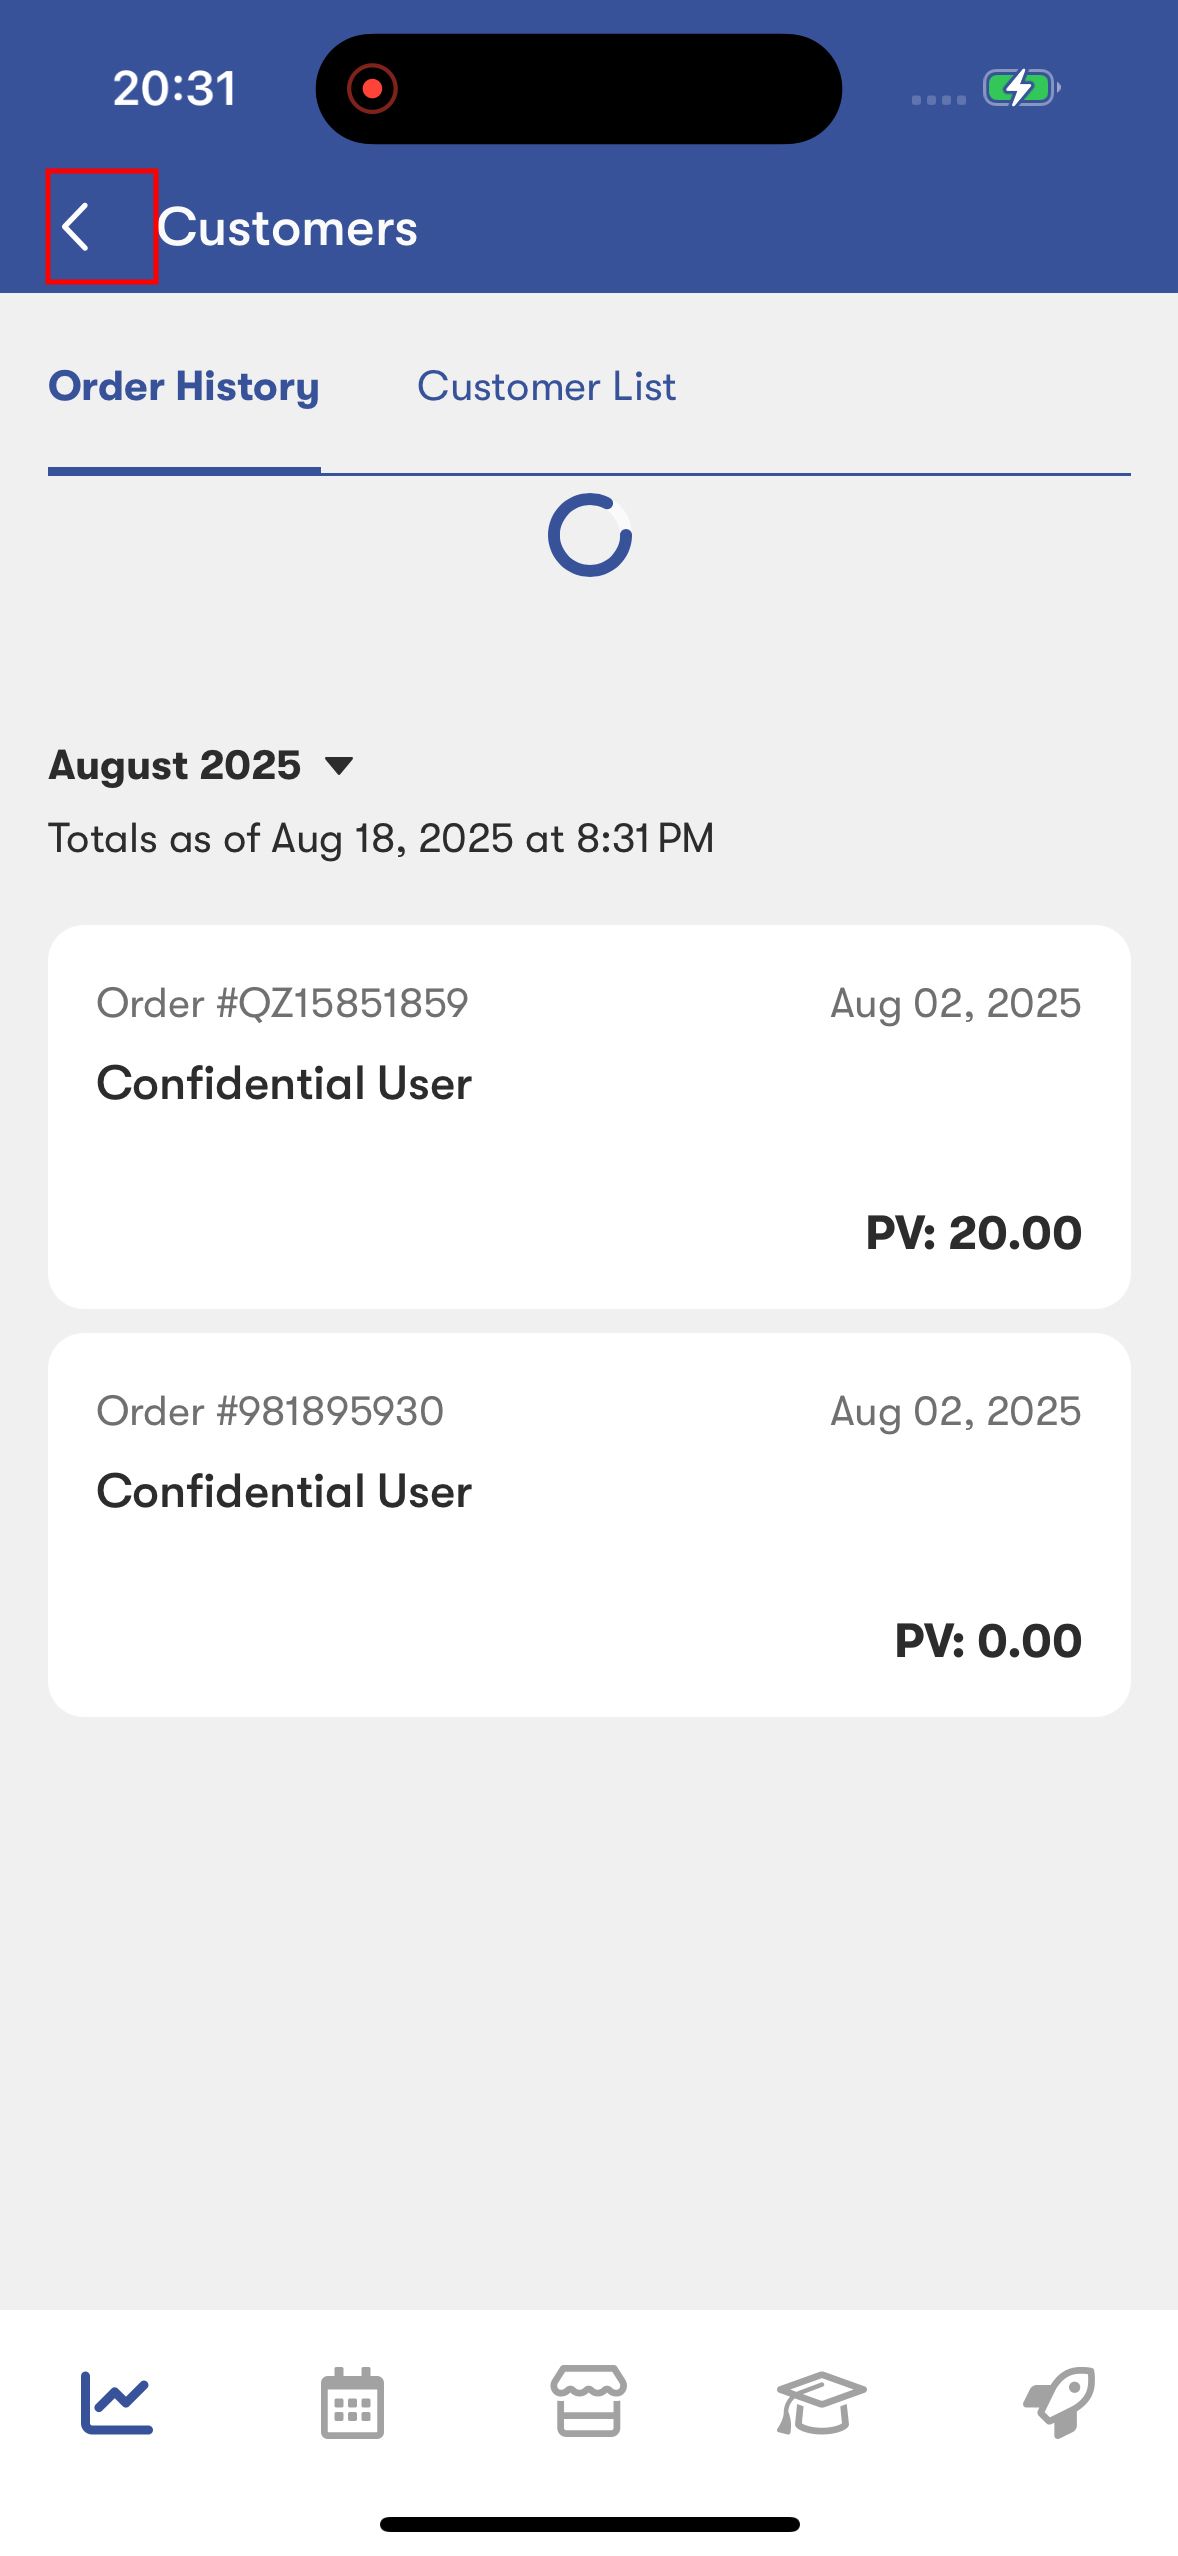 20:31
Customers
Order History
Customer List
August 2025
Totals as of Aug 18, 2025 at 8:31 PM
Order #QZ15851859
Aug 02, 2025
Confidential User
PV: 20.00
Order #981895930
Aug 02, 2025
Confidential User
PV: 0.00